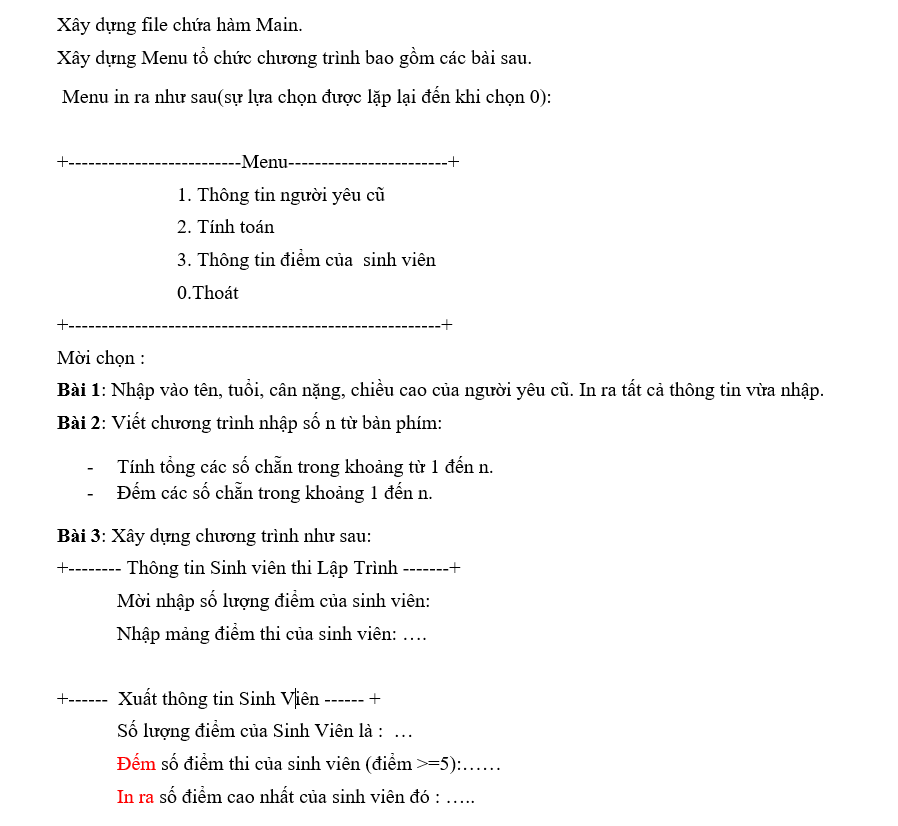 Xây dựng file chứa hàm Main.
Xây dựng Menu tổ chức chương trình bao gồm các bài sau.
Menu in ra như sau(sự lựa chọn được lặp lại đến khi chọn 0):
+--------------------------Menu------------------------+
1. Thông tin người yêu cũ
2. Tính toán
3. Thông tin điểm của  sinh viên
0.Thoát
+--------------------------------------------------------+
Mời chọn :
Bài 1: Nhập vào tên, tuổi, cân nặng, chiều cao của người yêu cũ. In ra tất cả thông tin vừa nhập.
Bài 2: Viết chương trình nhập số n từ bàn phím:
- Tính tổng các số chẵn trong khoảng từ 1 đến n.
- Đếm các số chẵn trong khoảng 1 đến n.
Bài 3: Xây dựng chương trình như sau:
+-------- Thông tin Sinh viên thi Lập Trình -------+
Mời nhập số lượng điểm của sinh viên:
Nhập mảng điểm thi của sinh viên: ….
+------  Xuất thông tin Sinh Viên ------ +
Số lượng điểm của Sinh Viên là :  …
Đếm số điểm thi của sinh viên (điểm >=5):……
In ra số điểm cao nhất của sinh viên đó : …..